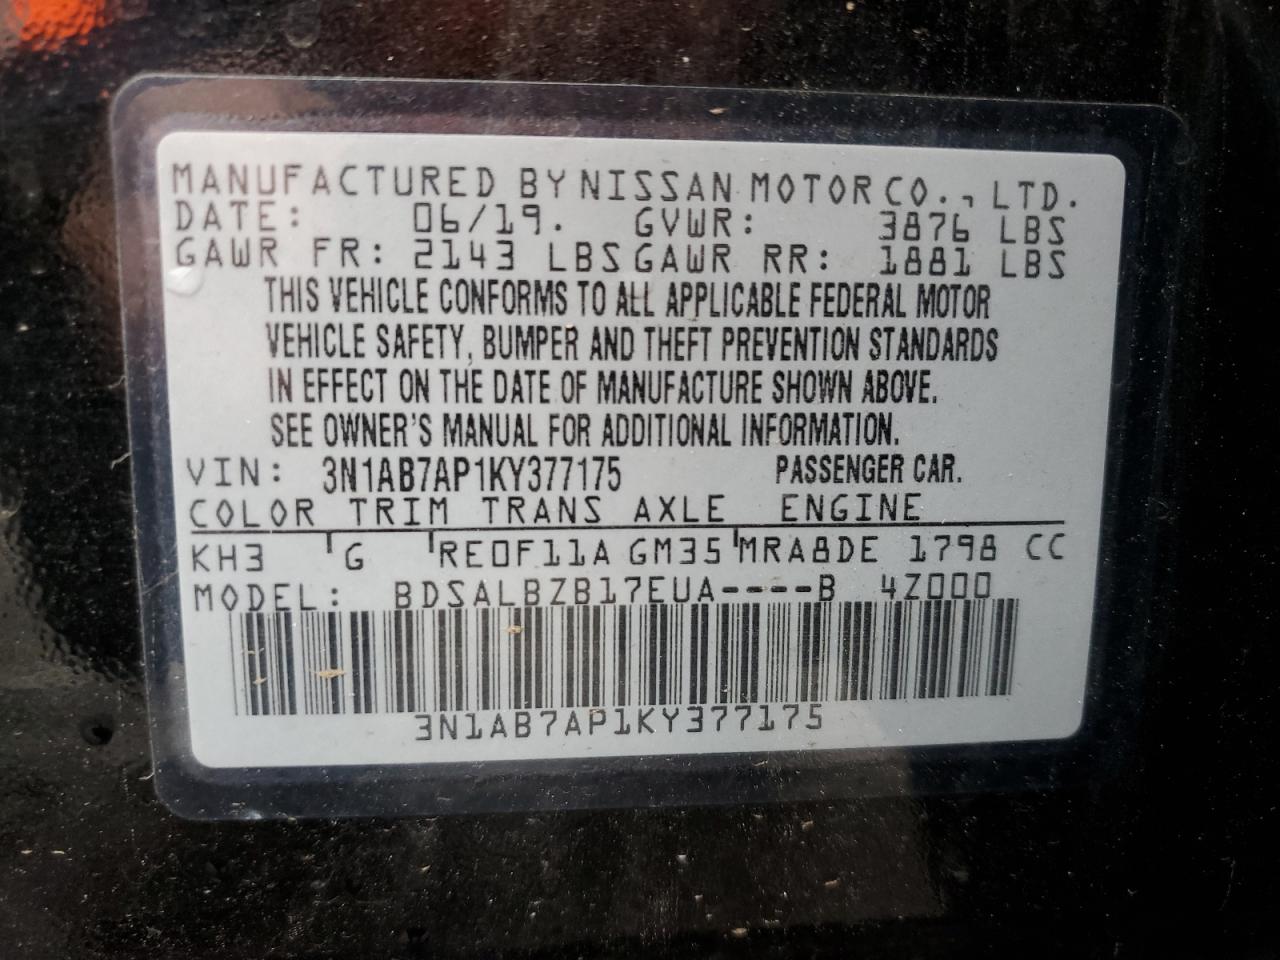 MANUFACTURED BY NISSAN MOTOR CO., LTD.
DATE: 06/19. GVWR: 3876 LBS
GAWR FR: 2143 LBS GAWR RR: 1881 LBS
THIS VEHICLE CONFORMS TO ALL APPLICABLE FEDERAL MOTOR
VEHICLE SAFETY, BUMPER AND THEFT PREVENTION STANDARDS
IN EFFECT ON THE DATE OF MANUFACTURE SHOWN ABOVE.
SEE OWNER'S MANUAL FOR ADDITIONAL INFORMATION.
VIN: 3N1AB7AP1KY377175 PASSENGER CAR.
COLOR TRIM TRANS AXLE ENGINE
KH3 G RE0F11A GM35 MRA8DE 1798 CC
MODEL: BDSALBZB17EUA----B 4Z000
3N1AB7AP1KY377175